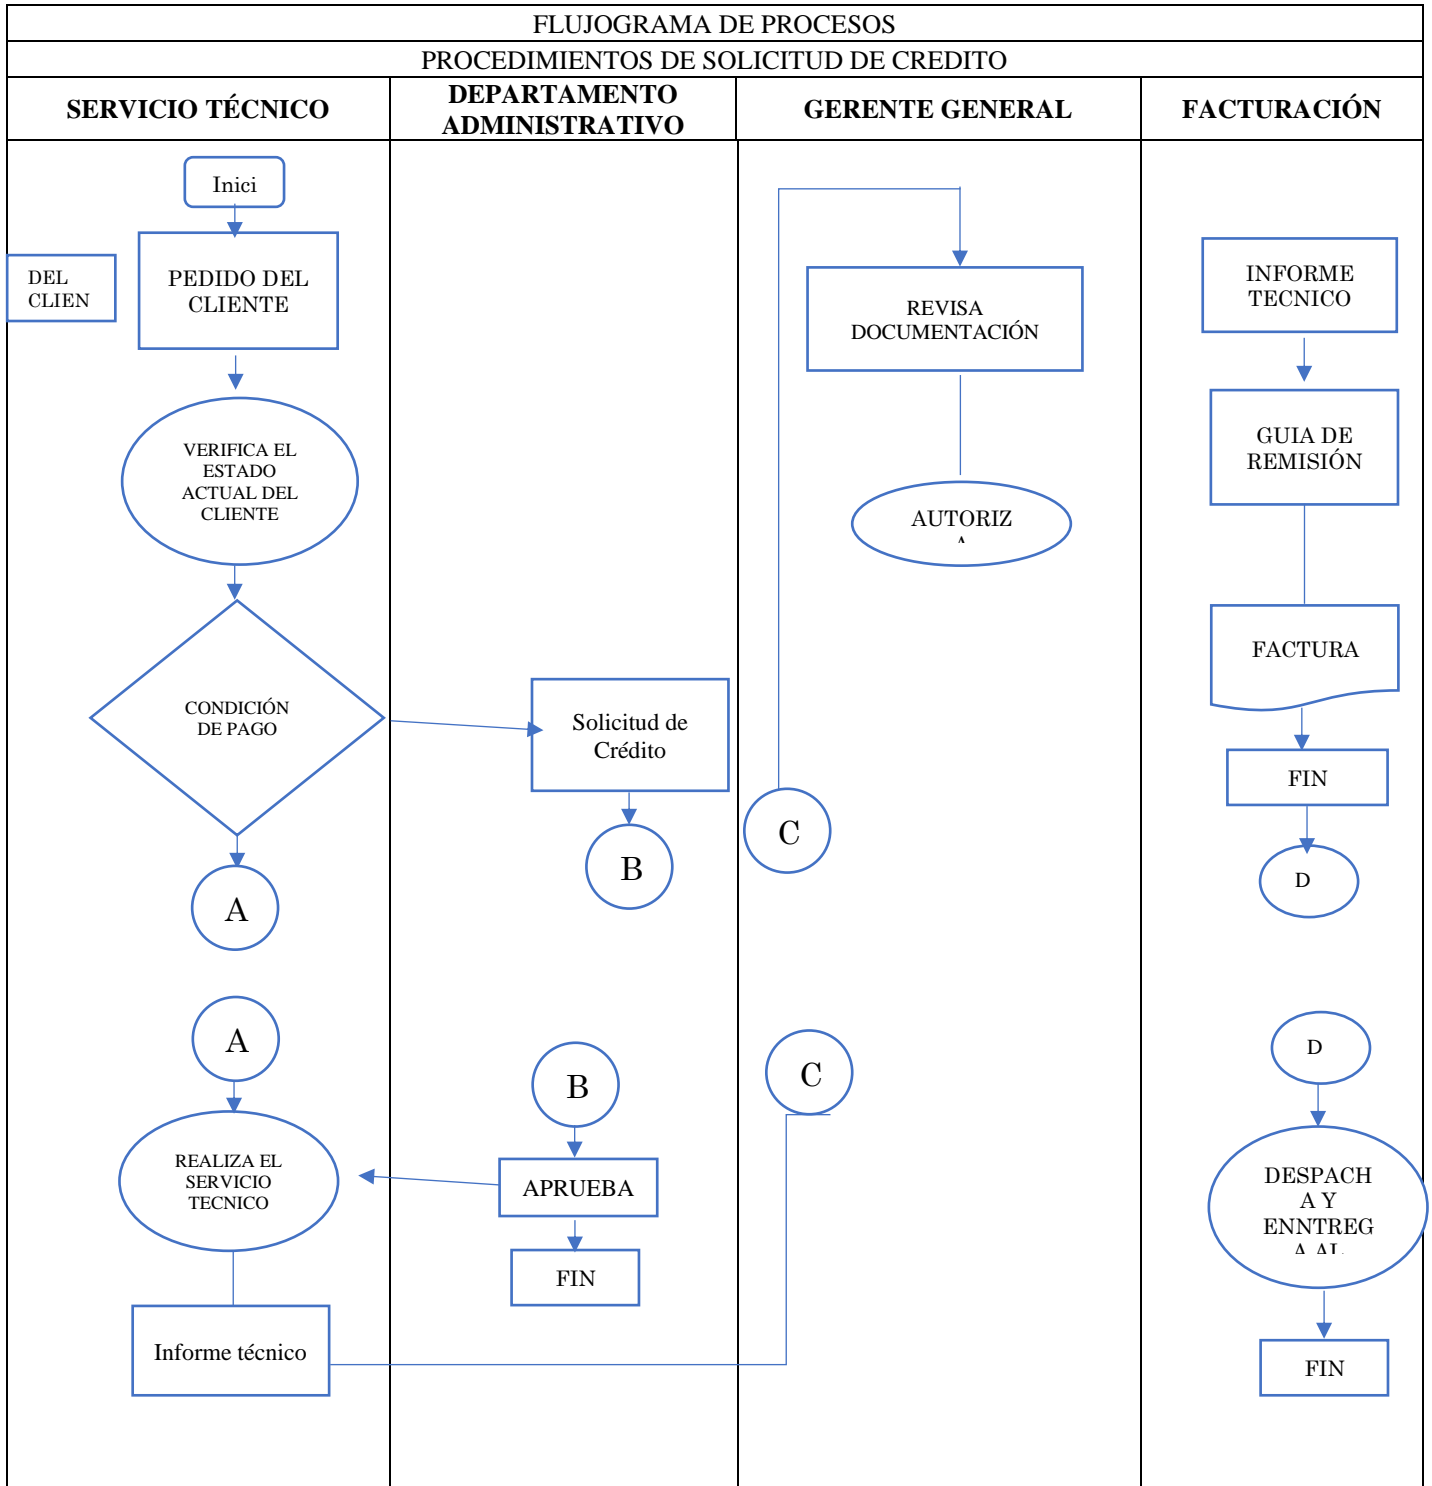 FLUJOGRAMA DE PROCESOS
PROCEDIMIENTOS DE SOLICITUD DE CREDITO
SERVICIO TÉCNICO
DEPARTAMENTO
ADMINISTRATIVO
GERENTE GENERAL
FACTURACIÓN
Inici
DEL
CLIEN
PEDIDO DEL
CLIENTE
VERIFICA EL
ESTADO
ACTUAL DEL
CLIENTE
CONDICIÓN
DE PAGO
A
Solicitud de
Crédito
B
REVISA
DOCUMENTACIÓN
AUTORIZ
A
C
INFORME
TECNICO
GUIA DE
REMISIÓN
FACTURA
FIN
D
A
REALIZA EL
SERVICIO
TECNICO
Informe técnico
B
APRUEBA
FIN
C
D
DESPACH
A Y
ENNTREG
A AL
FIN